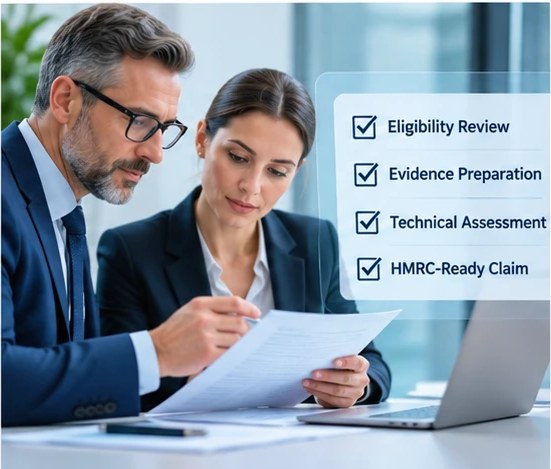 Eligibility Review
Evidence Preparation
Technical Assessment
HMRC-Ready Claim